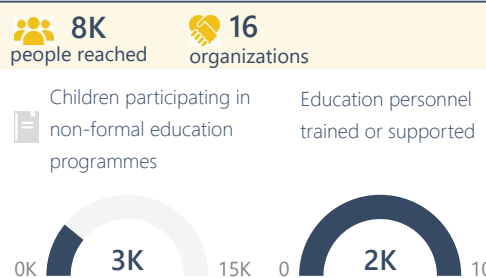 8K
people reached
16
organizations
Children participating in
non-formal education
programmes
Education personnel
trained or supported
0K
3K
15K
0
2K